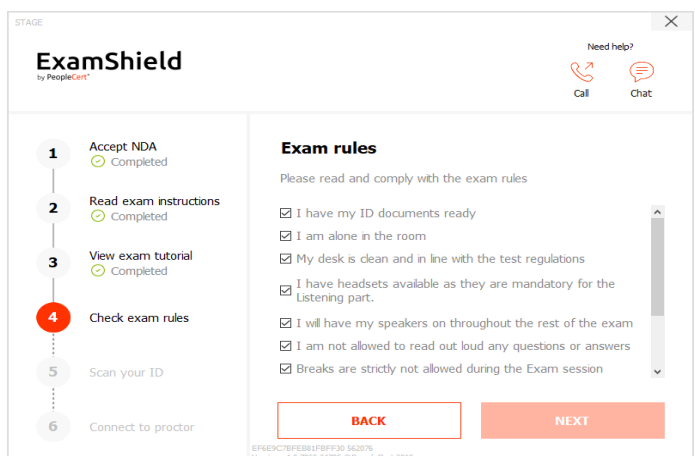 STAGE
ExamShield
by PeopleCert
Need help?
Call Chat
1 Accept NDA
Completed
2 Read exam instructions
Completed
3 View exam tutorial
Completed
4 Check exam rules
5 Scan your ID
6 Connect to proctor
Exam rules
Please read and comply with the exam rules
I have my ID documents ready
I am alone in the room
My desk is clean and in line with the test regulations
I have headsets available as they are mandatory for the
Listening part.
I will have my speakers on throughout the rest of the exam
I am not allowed to read out loud any questions or answers
Breaks are strictly not allowed during the Exam session
BACK NEXT